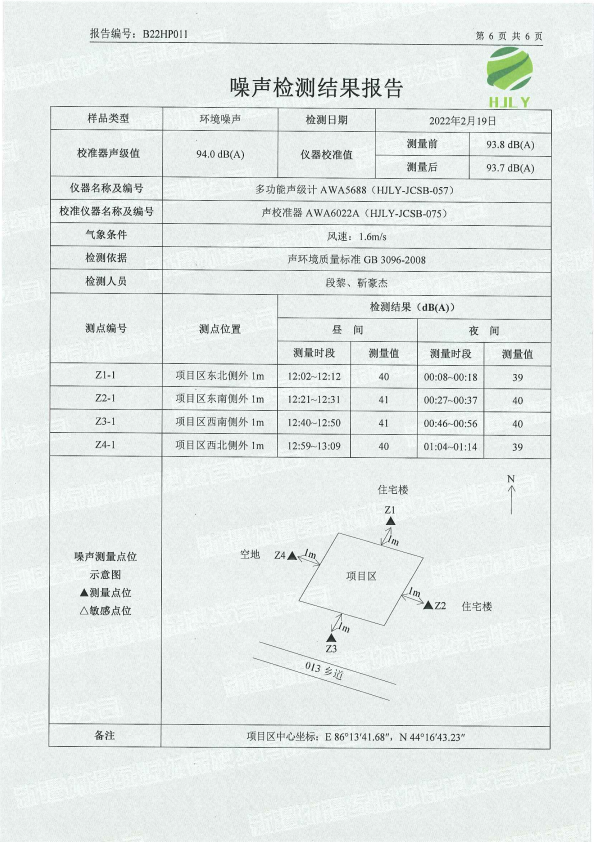 报告编号：B22HP011
第 6 页 共 6 页
HJLY
噪声检测结果报告
样品类型 环境噪声 检测日期 2022年2月19日
校准器声级值 94.0 dB(A) 仪器校准值 测量前 93.8 dB(A)
测量后 93.7 dB(A)
仪器名称及编号 多功能声级计 AWA5688（HJLY-JCSB-057）
校准仪器名称及编号 声校准器 AWA6022A（HJLY-JCSB-075）
气象条件 风速：1.6m/s
检测依据 声环境质量标准 GB 3096-2008
检测人员 段黎、靳豪杰
测点编号 测点位置 检测结果（dB(A)）
昼 间 夜 间
测量时段 测量值 测量时段 测量值
Z1-1 项目区东北侧外 1m 12:02~12:12 40 00:08~00:18 39
Z2-1 项目区东南侧外 1m 12:21~12:31 41 00:27~00:37 40
Z3-1 项目区西南侧外 1m 12:40~12:50 41 00:46~00:56 40
Z4-1 项目区西北侧外 1m 12:59~13:09 40 01:04~01:14 39
噪声测量点位
示意图
▲测量点位
△敏感点位
N
住宅楼
Z1
1m
空地 Z4 1m
项目区
1m
Z2 住宅楼
1m
Z3
013 乡道
备注 项目区中心坐标：E 86°13′41.68″，N 44°16′43.23″